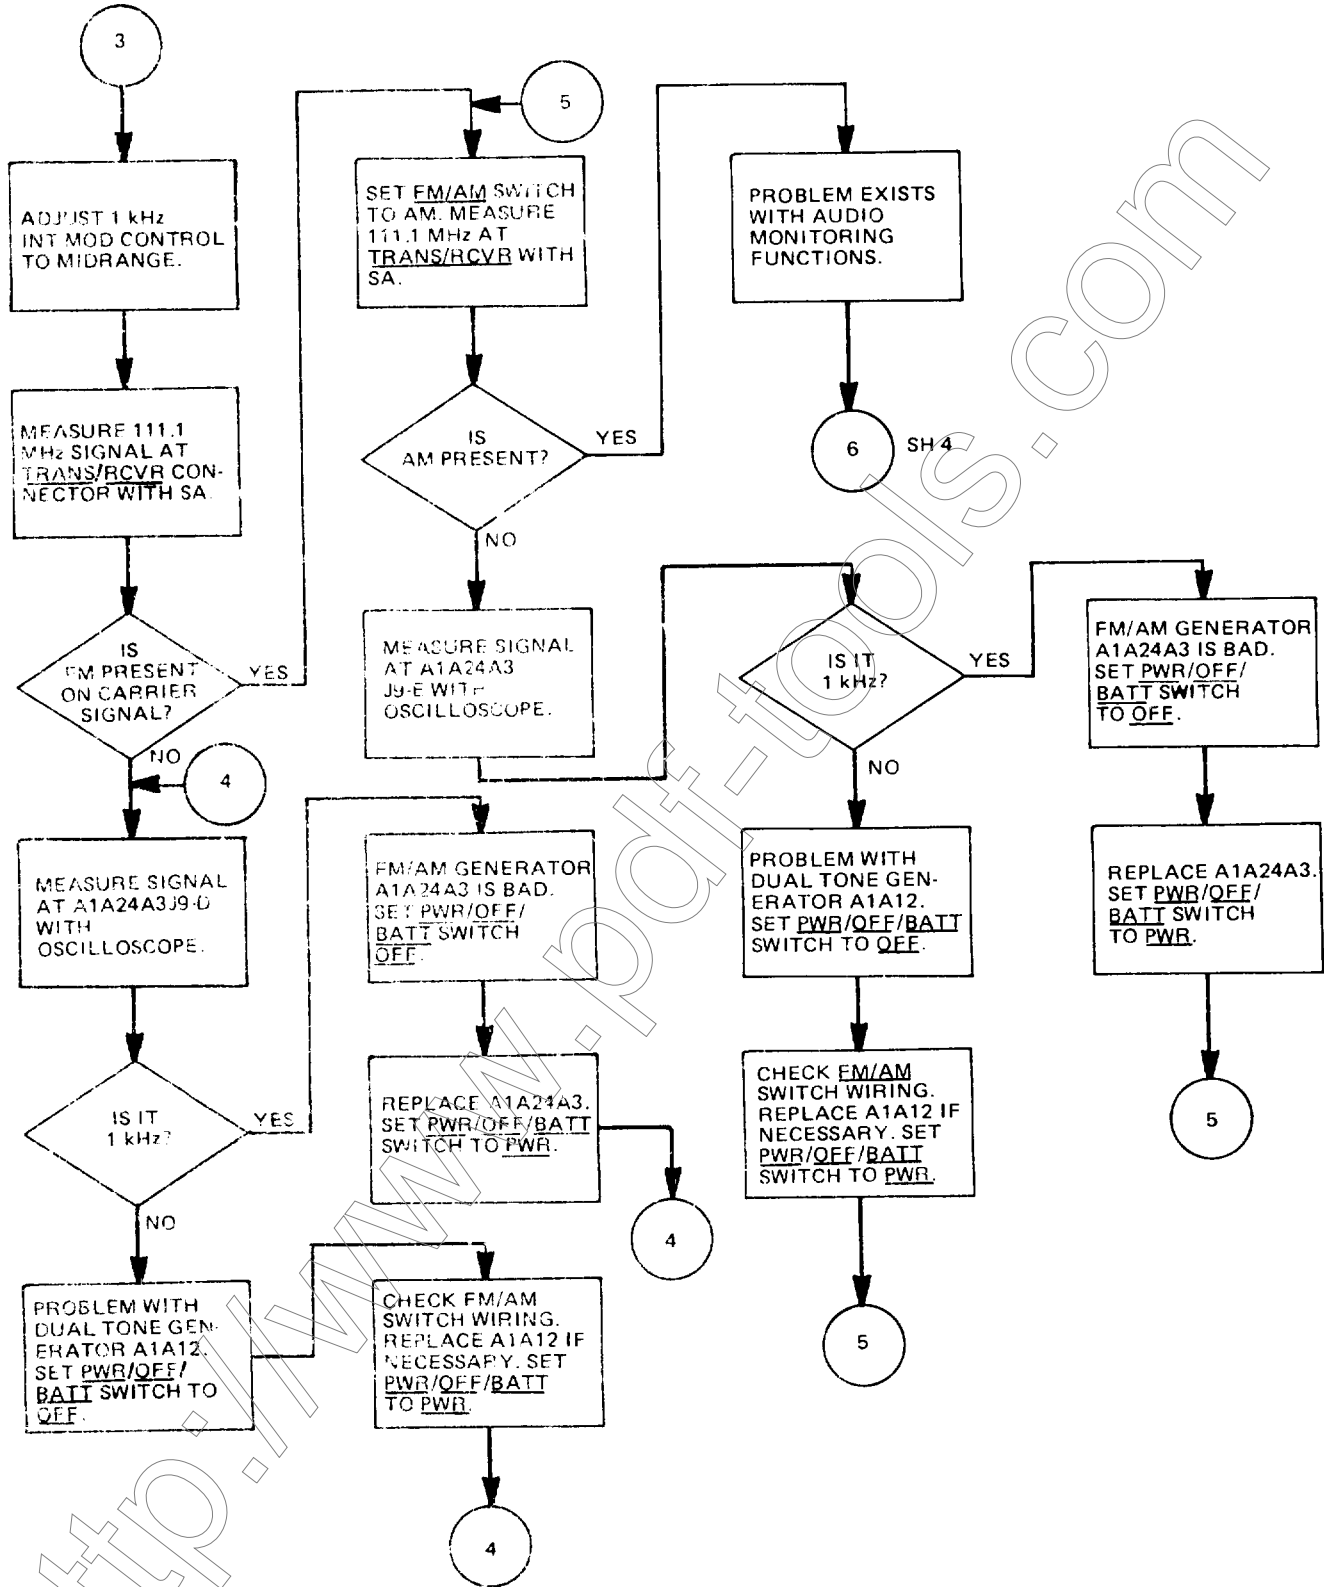 3
ADJUST 1 kHz
INT MOD CONTROL
TO MIDRANGE.
MEASURE 111.1
MHz SIGNAL AT
TRANS/RCVR CON-
NECTOR WITH SA.
IS
FM PRESENT
ON CARRIER
SIGNAL?
YES
NO
4
MEASURE SIGNAL
AT A1A24A3J9-D
WITH
OSCILLOSCOPE.
IS IT
1 kHz?
YES
NO
PROBLEM WITH
DUAL TONE GEN-
ERATOR A1A12.
SET PWR/OFF/
BATT SWITCH TO
OFF.
5
SET FM/AM SWITCH
TO AM. MEASURE
111.1 MHz AT
TRANS/RCVR WITH
SA.
IS
AM PRESENT?
YES
NO
MEASURE SIGNAL
AT A1A24A3
J9-E WITH
OSCILLOSCOPE.
FM/AM GENERATOR
A1A24A3 IS BAD.
SET PWR/OFF/
BATT SWITCH
OFF.
REPLACE A1A24A3.
SET PWR/OFF/BATT
SWITCH TO PWR.
4
CHECK FM/AM
SWITCH WIRING.
REPLACE A1A12 IF
NECESSARY. SET
PWR/OFF/BATT
TO PWR.
4
PROBLEM EXISTS
WITH AUDIO
MONITORING
FUNCTIONS.
6
SH 4
IS IT
1 kHz?
YES
NO
PROBLEM WITH
DUAL TONE GEN-
ERATOR A1A12.
SET PWR/OFF/BATT
SWITCH TO OFF.
CHECK FM/AM
SWITCH WIRING.
REPLACE A1A12 IF
NECESSARY. SET
PWR/OFF/BATT
SWITCH TO PWR.
5
FM/AM GENERATOR
A1A24A3 IS BAD.
SET PWR/OFF/
BATT SWITCH
TO OFF.
REPLACE A1A24A3.
SET PWR/OFF/
BATT SWITCH
TO PWR.
5
ttp://www.pdf-tools.com